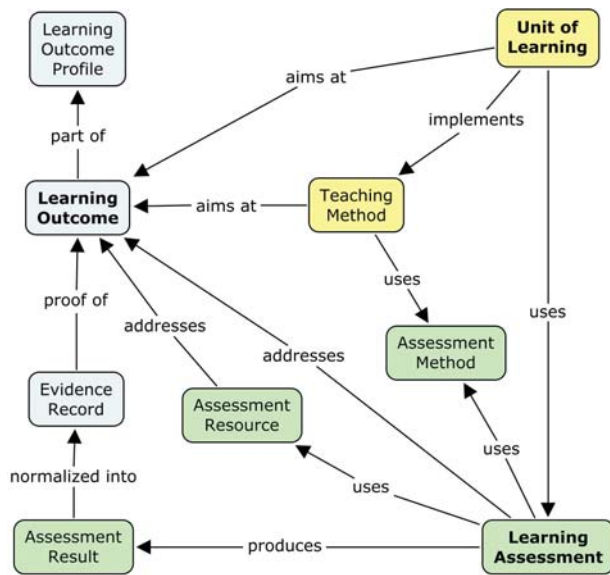 Learning
Outcome
Profile
Unit of
Learning
aims at
part of
implements
Learning
Outcome
aims at
Teaching
Method
uses
proof of
addresses
uses
addresses
Assessment
Method
Evidence
Record
Assessment
Resource
uses
normalized into
uses
Assessment
Result
produces
Learning
Assessment